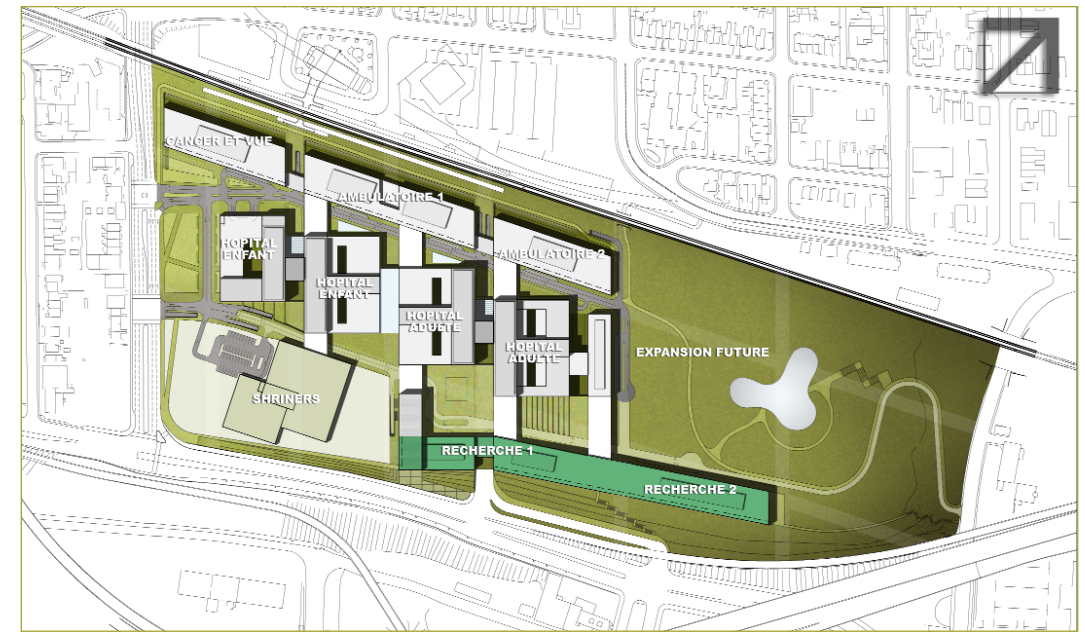 CANCER ET VUE
AMBULATOIRE 1
AMBULATOIRE 2
HOPITAL
ENFANT
HOPITAL
ENFANT
HOPITAL
ADULTE
HOPITAL
ADULTE
EXPANSION FUTURE
SHRINERS
RECHERCHE 1
RECHERCHE 2